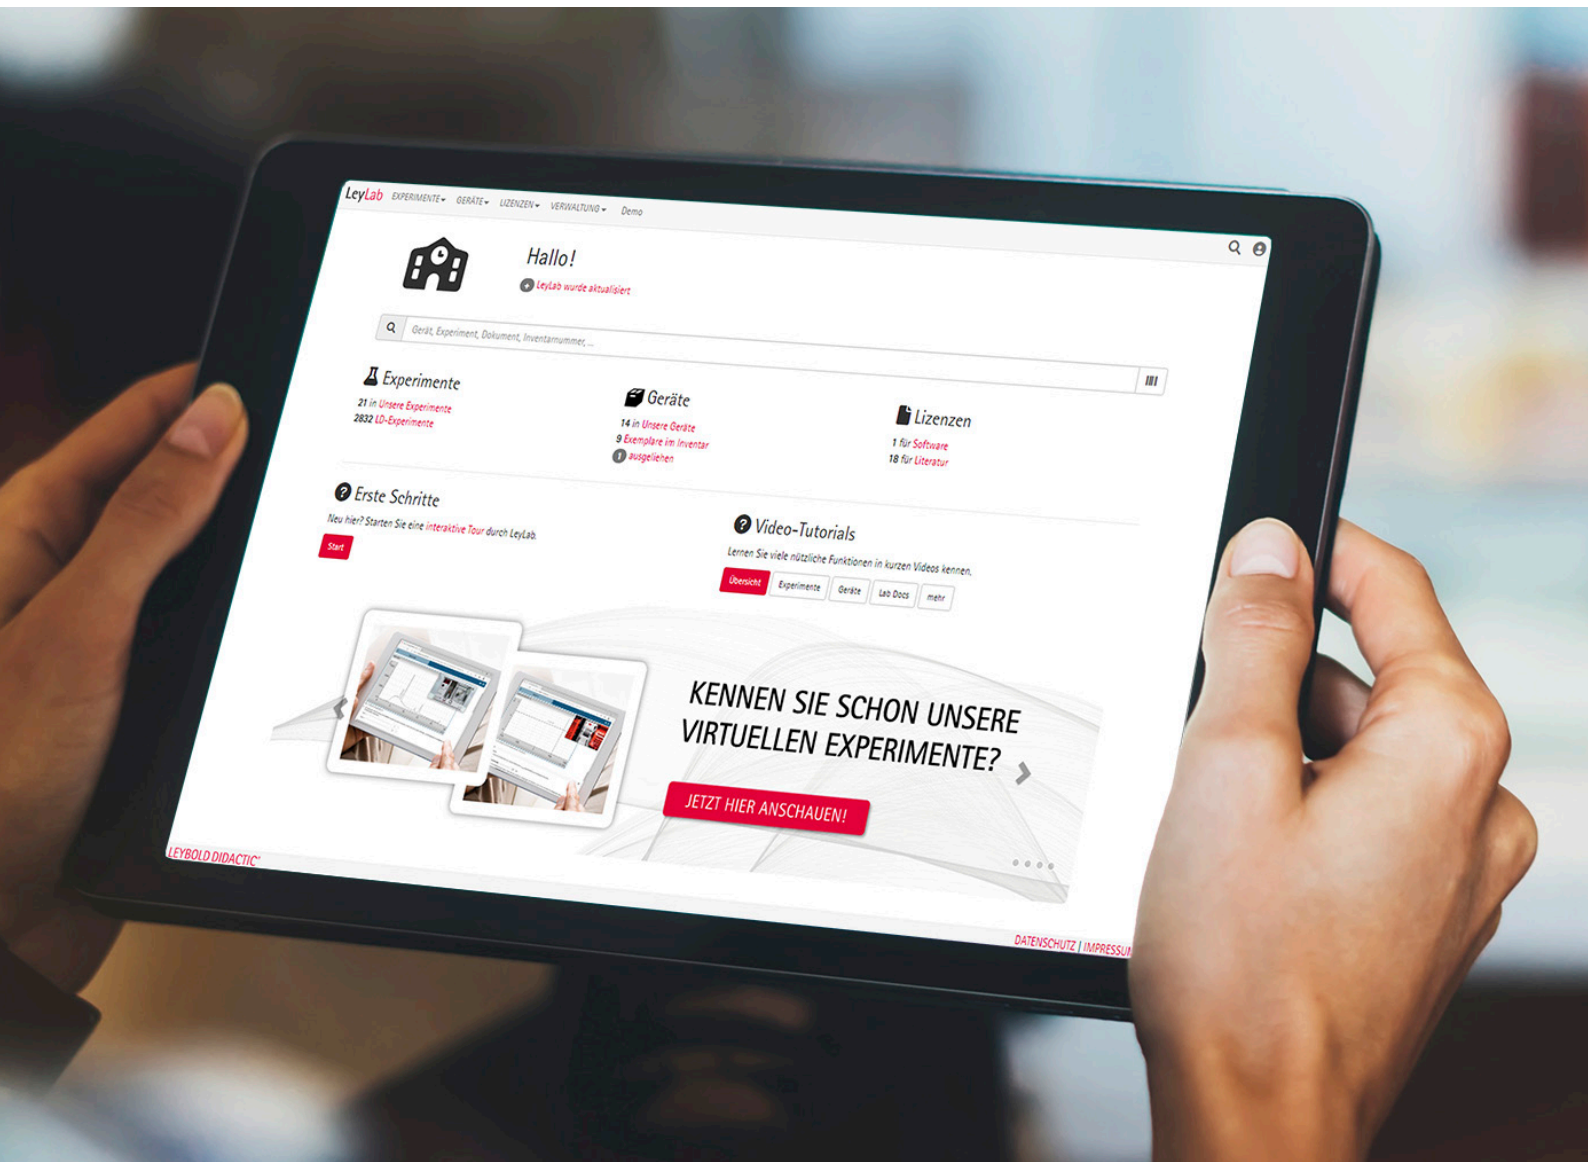 LeyLab EXPERIMENTE GERÄTE LIZENZEN VERWALTUNG Demo
Hallo!
+ LeyLab wurde aktualisiert
Gerät, Experiment, Dokument, Inventarnummer, ...
Experimente
21 in Unsere Experimente
2832 LD-Experimente
Geräte
14 in Unsere Geräte
9 Exemplare im Inventar
1 ausgeliehen
Lizenzen
1 für Software
18 für Literatur
? Erste Schritte
Neu hier? Starten Sie eine interaktive Tour durch LeyLab.
Start
? Video-Tutorials
Lernen Sie viele nützliche Funktionen in kurzen Videos kennen.
Übersicht Experimente Geräte Lab Docs mehr
KENNEN SIE SCHON UNSERE
VIRTUELLEN EXPERIMENTE?
JETZT HIER ANSCHAUEN!
LEYBOLD DIDACTIC
DATENSCHUTZ | IMPRESSUM